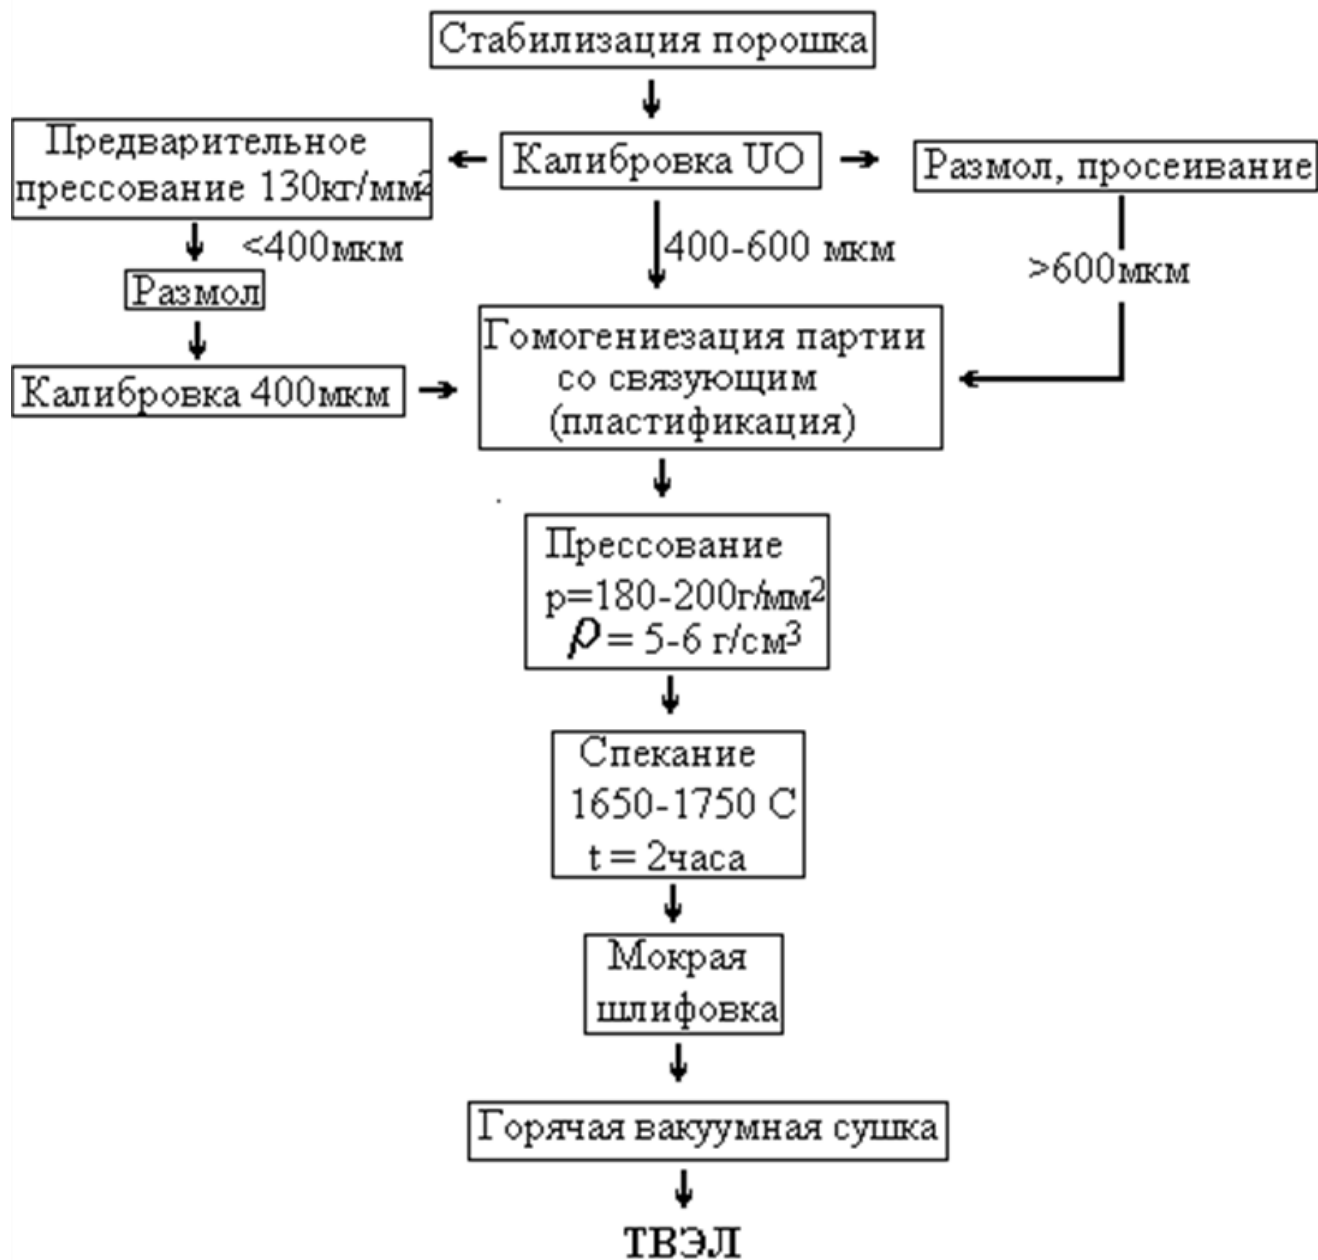 Стабилизация порошка
Предварительное
прессование 130кг/мм2
Калибровка UO
Размол, просеивание
<400мкм
400-600 мкм
>600мкм
Размол
Калибровка 400мкм
Гомогениезация партии
со связующим
(пластификация)
Прессование
p=180-200г/мм2
ρ = 5-6 г/см3
Спекание
1650-1750 С
t = 2часа
Мокрая
шлифовка
Горячая вакуумная сушка
ТВЭЛ